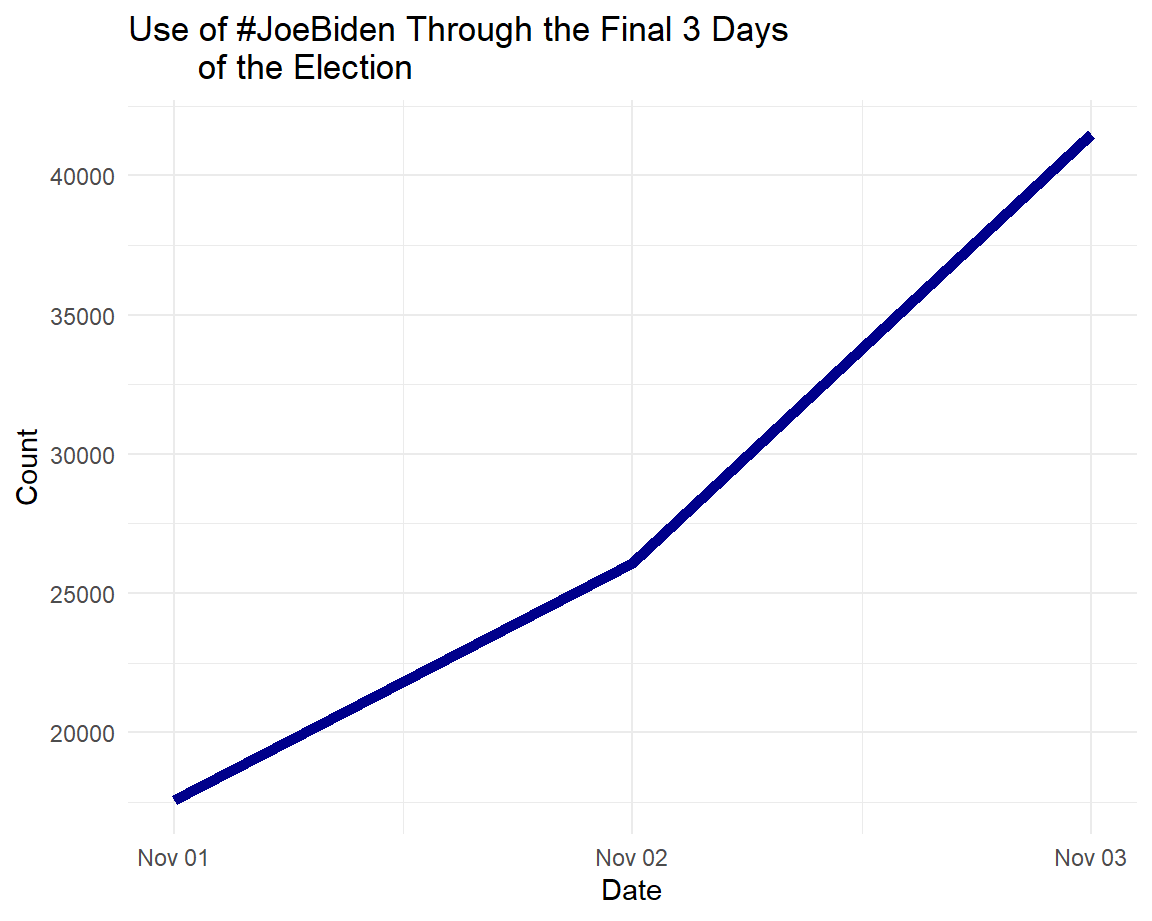 Use of #JoeBiden Through the Final 3 Days
of the Election
Count
40000
35000
30000
25000
20000
Nov 01 Nov 02 Nov 03
Date